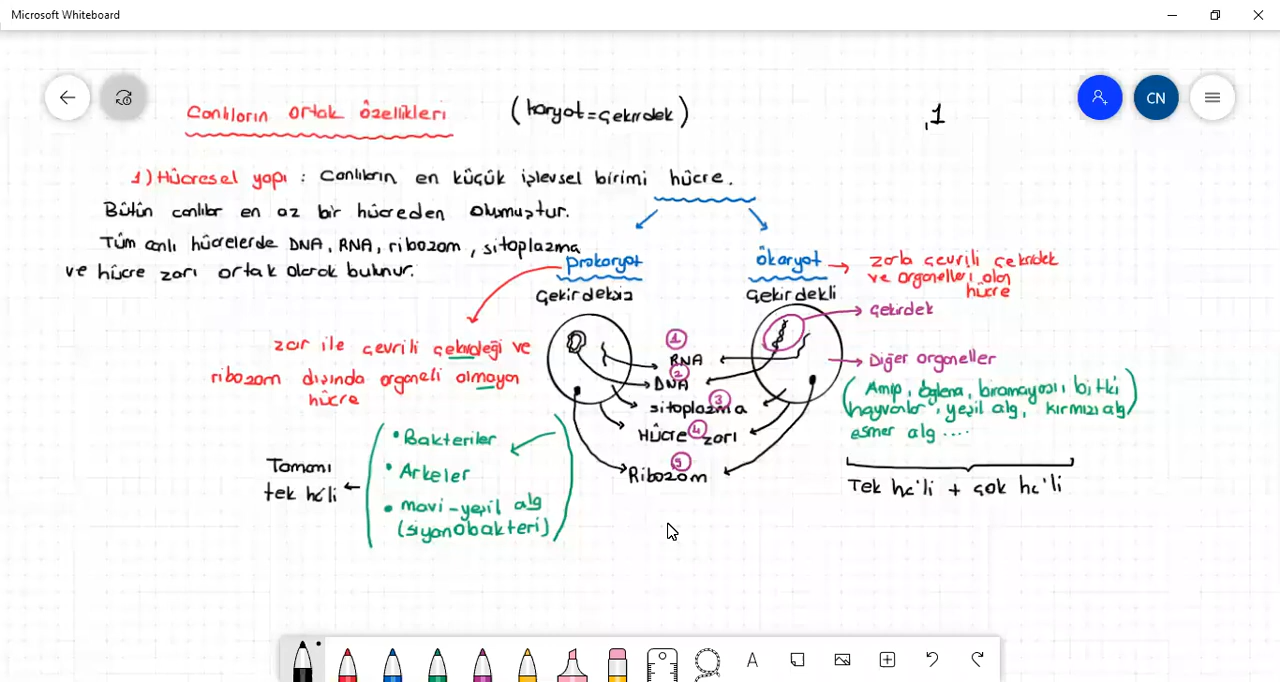 Microsoft Whiteboard
CN
Canlıların ortak özellikleri
(karyot=çekirdek)
1
1) Hücresel yapı : Canlıların en küçük işlevsel birimi hücre.
Bütün canlılar en az bir hücreden oluşmuştur.
Tüm canlı hücrelerde DNA, RNA, ribozom, sitoplazma
ve hücre zarı ortak olarak bulunur.
prokaryot
Çekirdeksiz
ökaryot
Çekirdekli
zarla çevrili çekirdek
ve organelleri olan
hücre
Çekirdek
Diğer organeller
(Amip, öglena, biramayası, bitki
hayvanlar, yeşil alg, kırmızı alg,
esmer alg ....)
Tek hc'li + çok hc'li
zar ile çevrili çekirdeği ve
ribozom dışında organeli olmayan
hücre
1
RNA
2
DNA
3
sitoplazma
4
Hücre zarı
5
Ribozom
• Bakteriler
• Arkeler
• mavi-yeşil alg
(siyanobakteri)
Tamamı
tek hc'li
A